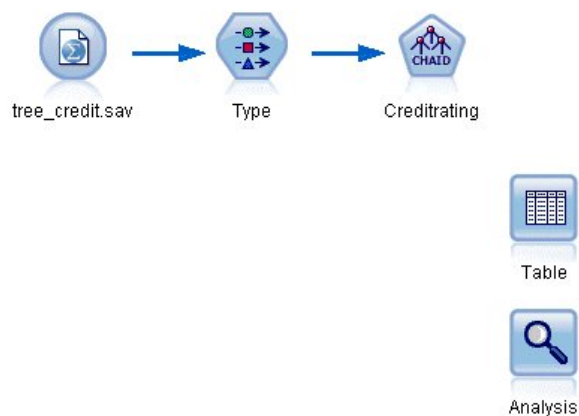 CHAID
tree_credit.sav
Type
Creditrating
Table
Analysis